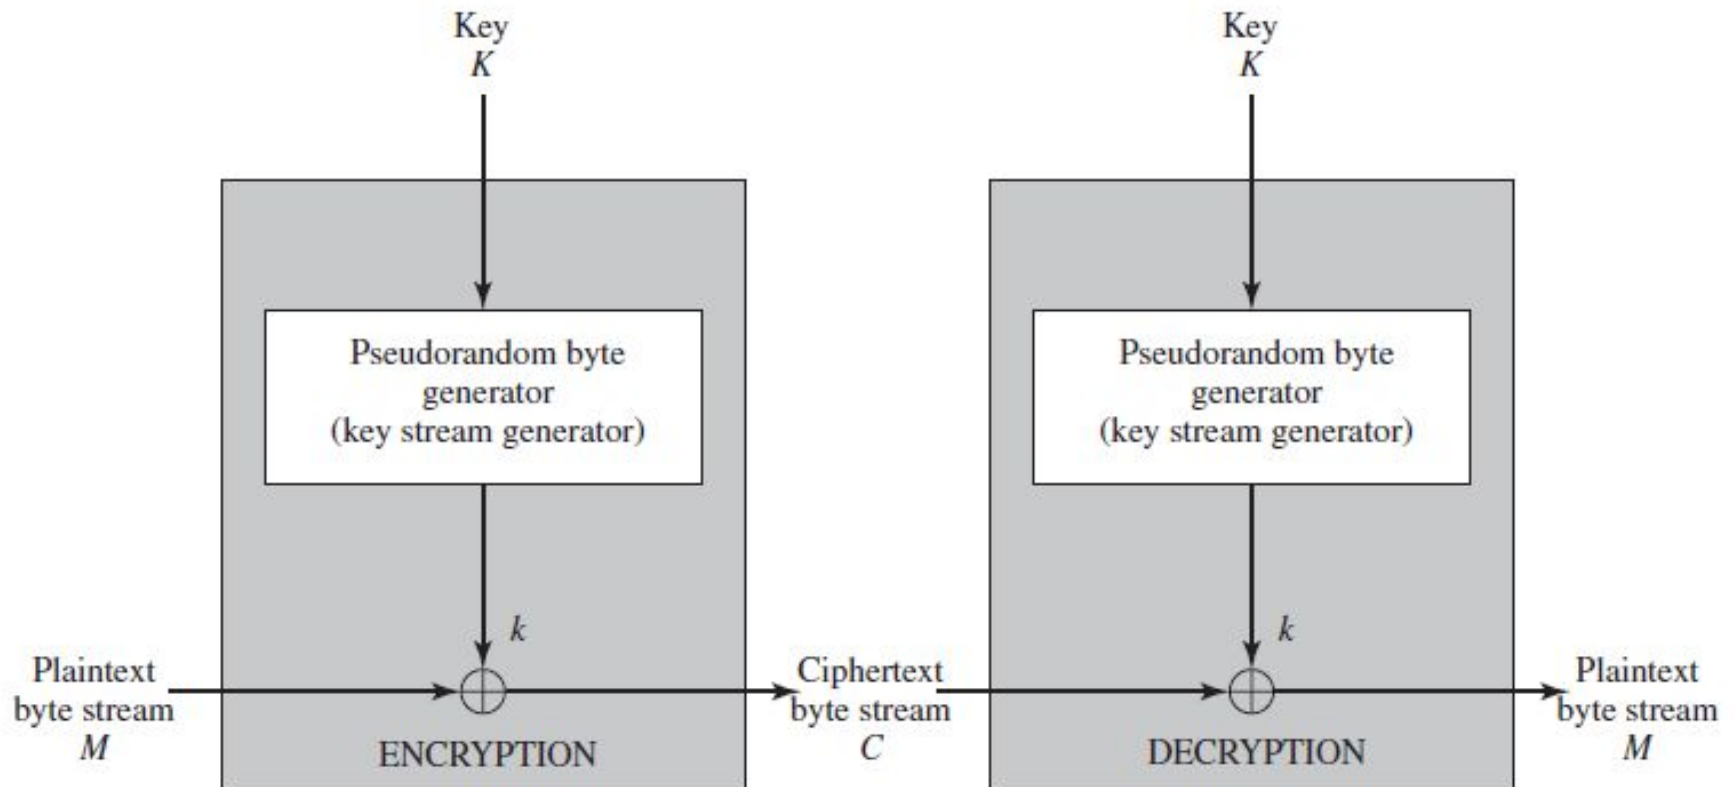 Key
K
Key
K
Pseudorandom byte
generator
(key stream generator)
Pseudorandom byte
generator
(key stream generator)
k
k
Plaintext
byte stream
M
Ciphertext
byte stream
C
Plaintext
byte stream
M
ENCRYPTION
DECRYPTION